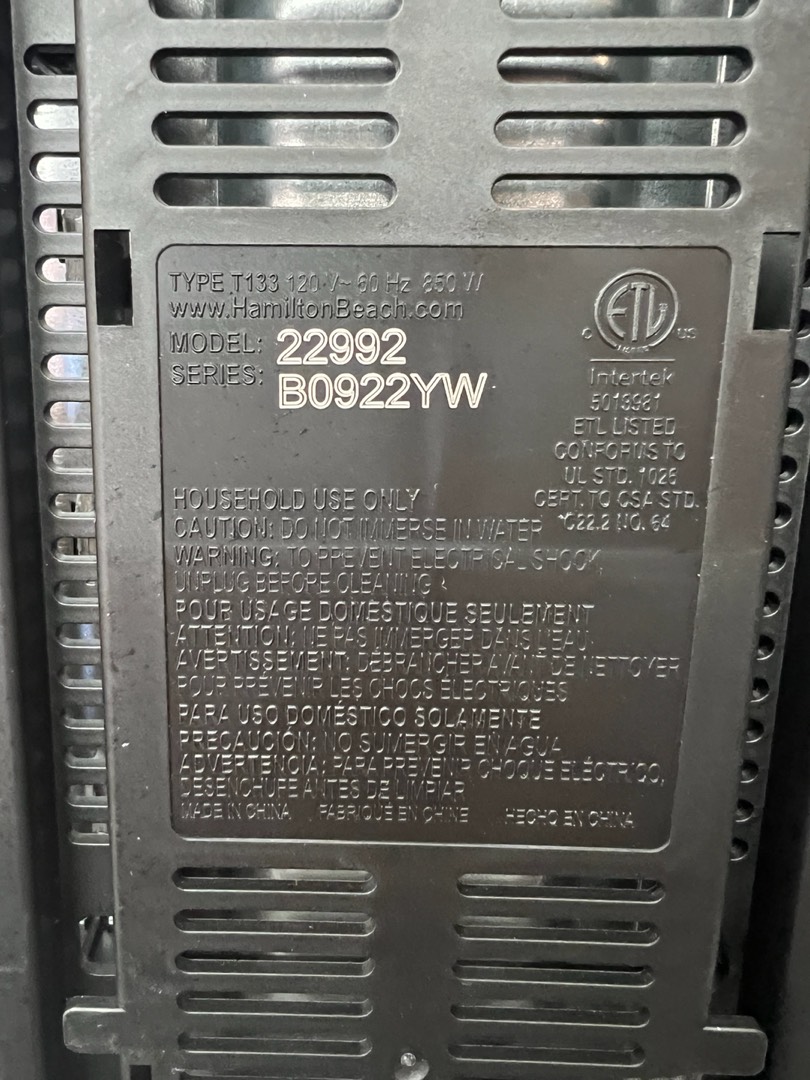 TYPE T133 120 V~ 60 Hz 850 W
www.HamiltonBeach.com
MODEL: 22992
SERIES: B0922YW
ETL
C US
LISTED
Intertek
5013981
ETL LISTED
CONFORMS TO
UL STD. 1026
CERT. TO CSA STD.
C22.2 NO. 64
HOUSEHOLD USE ONLY
CAUTION: DO NOT IMMERSE IN WATER
WARNING: TO PREVENT ELECTRICAL SHOCK,
UNPLUG BEFORE CLEANING
POUR USAGE DOMESTIQUE SEULEMENT
ATTENTION: NE PAS IMMERGER DANS L'EAU
AVERTISSEMENT: DÉBRANCHER AVANT DE NETTOYER
POUR PRÉVENIR LES CHOCS ÉLECTRIQUES
PARA USO DOMÉSTICO SOLAMENTE
PRECAUCIÓN: NO SUMERGIR EN AGUA
ADVERTENCIA: PARA PREVENIR CHOQUE ELÉCTRICO,
DESENCHUFE ANTES DE LIMPIAR
MADE IN CHINA FABRIQUÉ EN CHINE HECHO EN CHINA